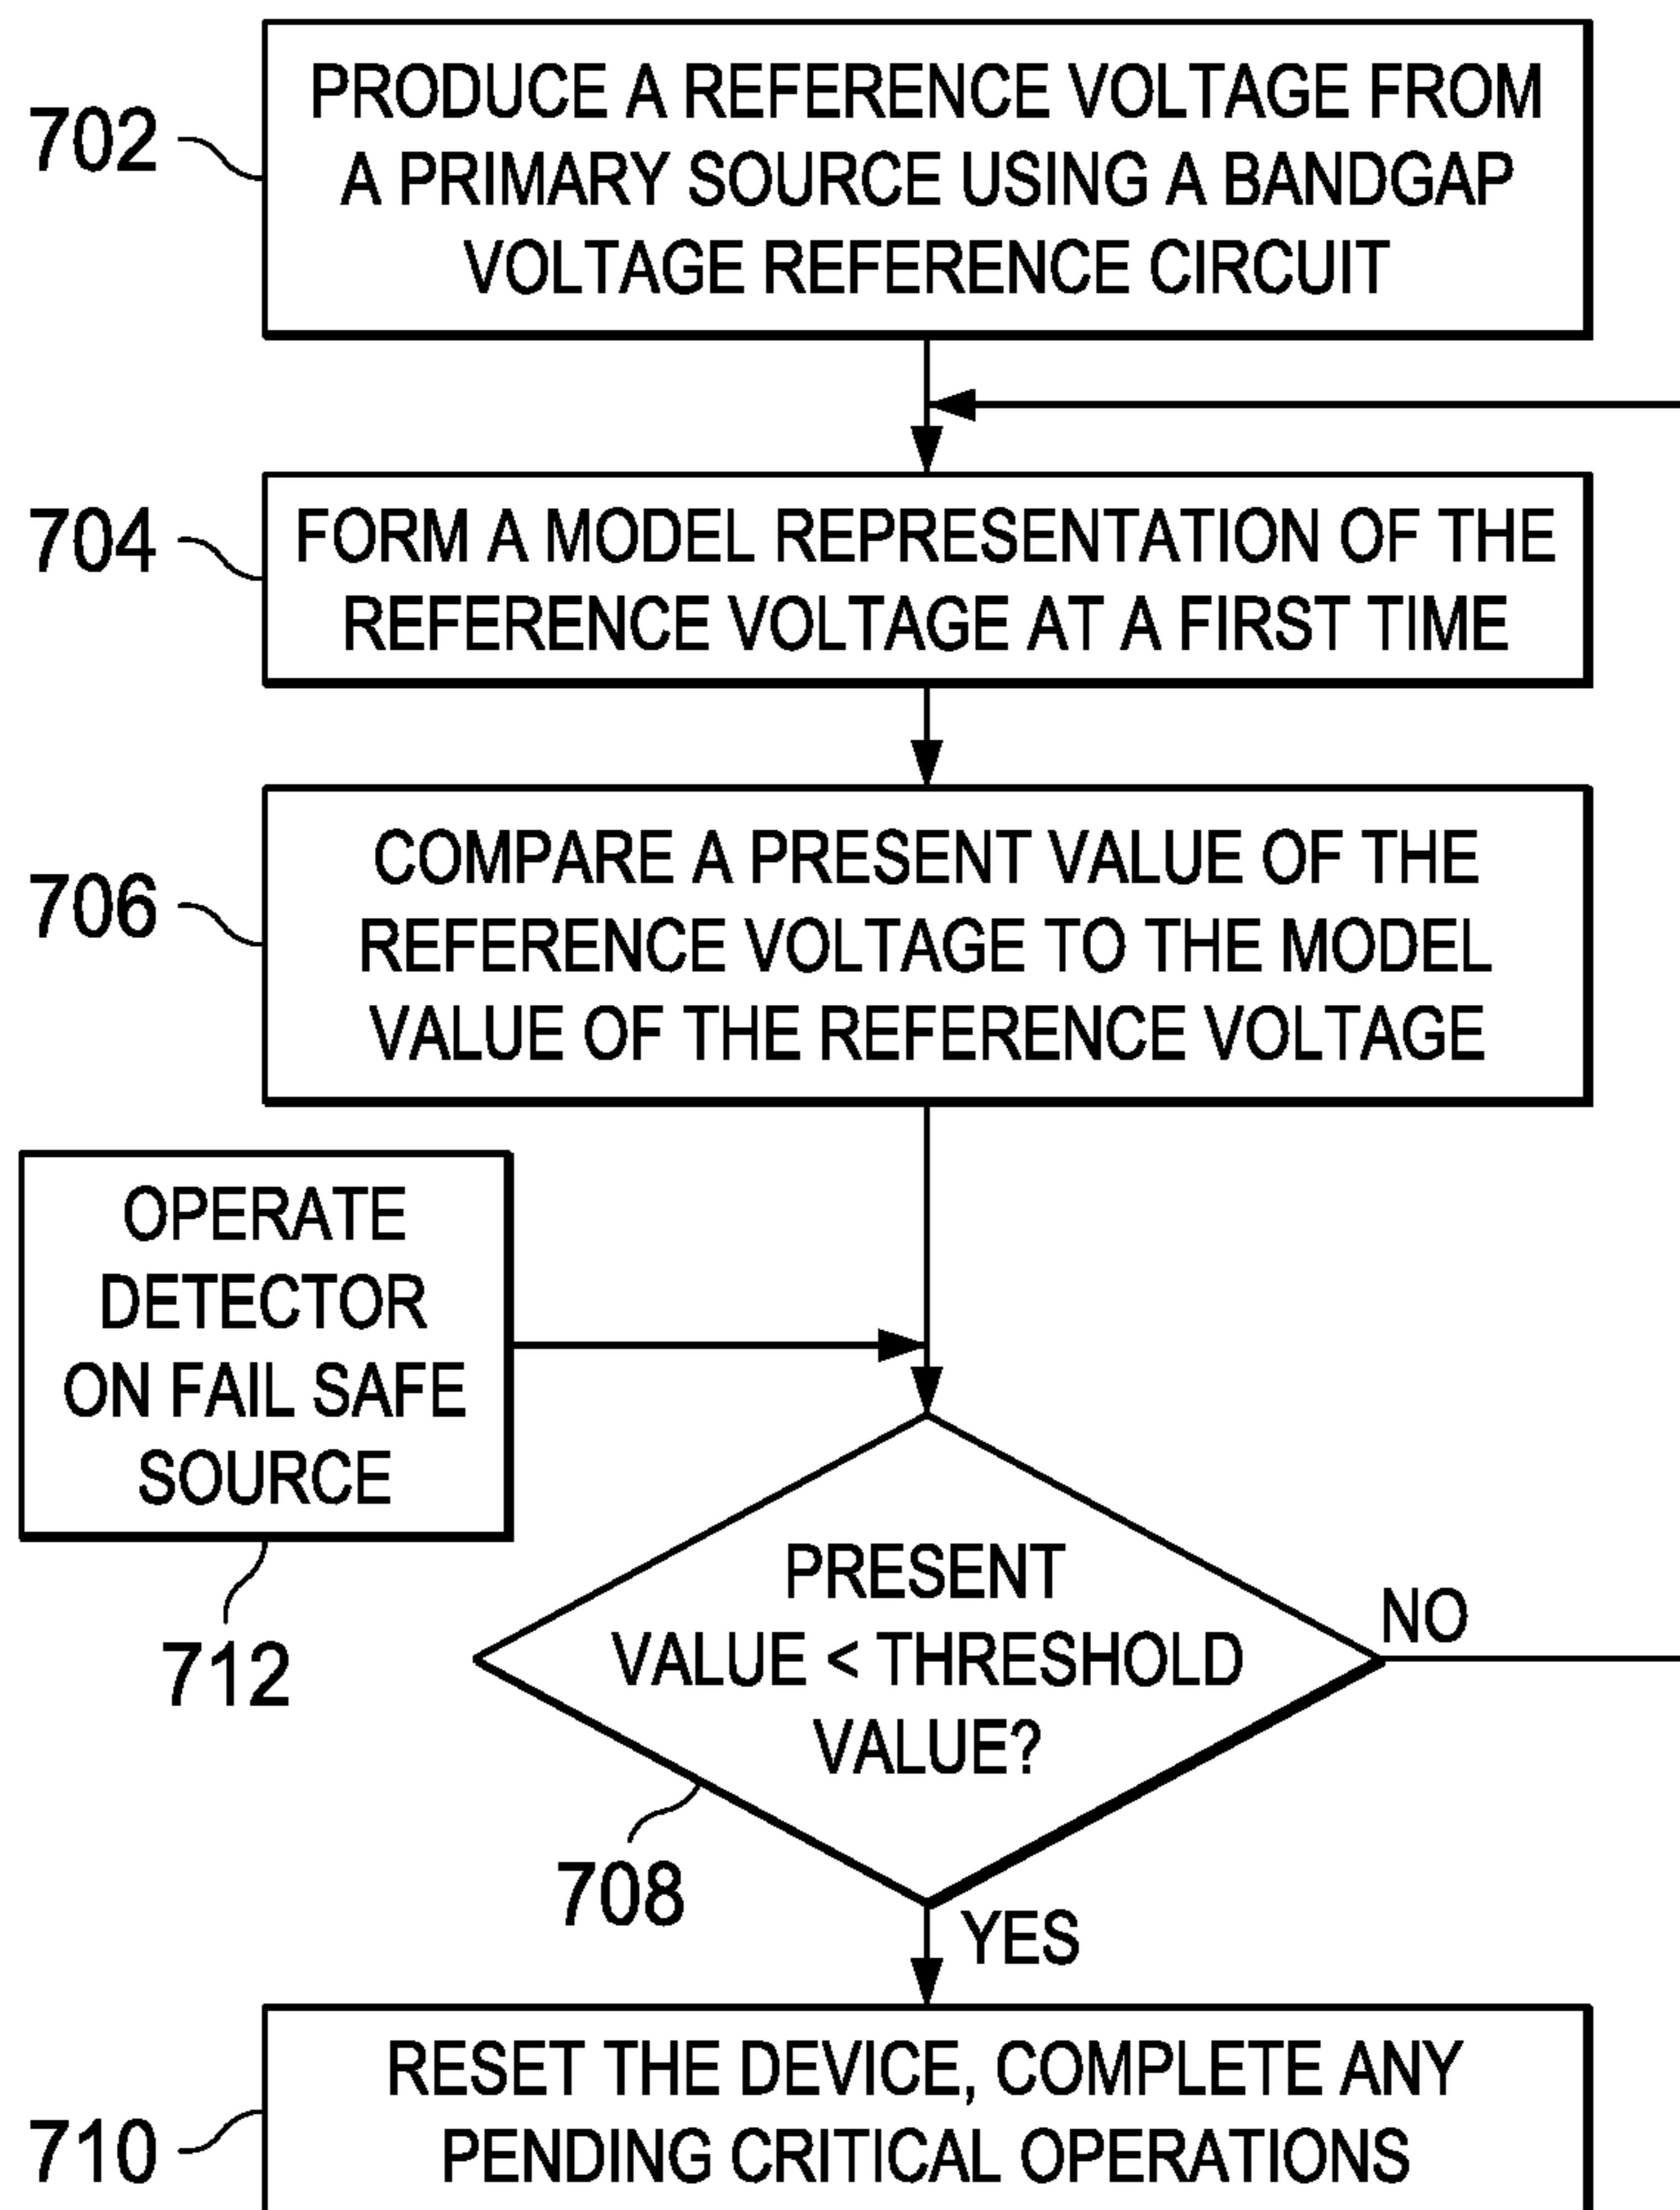 702
PRODUCE A REFERENCE VOLTAGE FROM
A PRIMARY SOURCE USING A BANDGAP
VOLTAGE REFERENCE CIRCUIT
704
FORM A MODEL REPRESENTATION OF THE
REFERENCE VOLTAGE AT A FIRST TIME
706
COMPARE A PRESENT VALUE OF THE
REFERENCE VOLTAGE TO THE MODEL
VALUE OF THE REFERENCE VOLTAGE
OPERATE
DETECTOR
ON FAIL SAFE
SOURCE
712
PRESENT
VALUE < THRESHOLD
VALUE?
NO
708
YES
710
RESET THE DEVICE, COMPLETE ANY
PENDING CRITICAL OPERATIONS